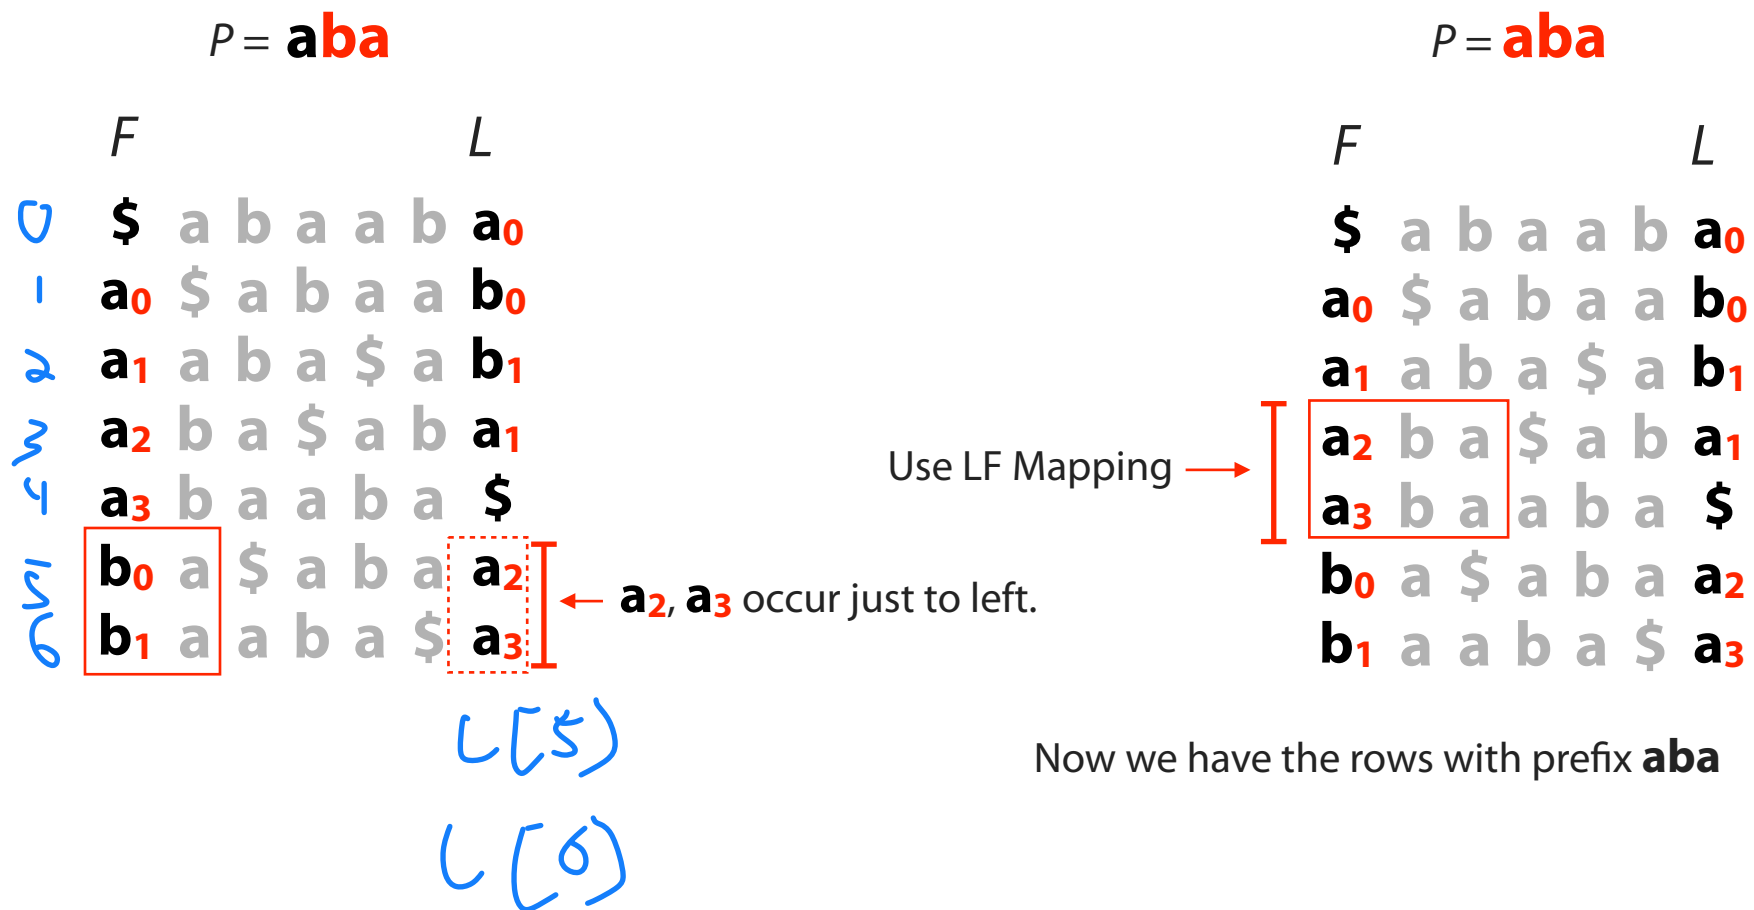 P = aba
F L
0 $ a b a a b a0
1 a0 $ a b a a b0
2 a1 a b a $ a b1
3 a2 b a $ a b a1
4 a3 b a a b a $
5 b0 a $ a b a a2
6 b1 a a b a $ a3
a2, a3 occur just to left.
L[5]
L[6]
P = aba
F L
$ a b a a b a0
a0 $ a b a a b0
a1 a b a $ a b1
Use LF Mapping
a2 b a $ a b a1
a3 b a a b a $
b0 a $ a b a a2
b1 a a b a $ a3
Now we have the rows with prefix aba